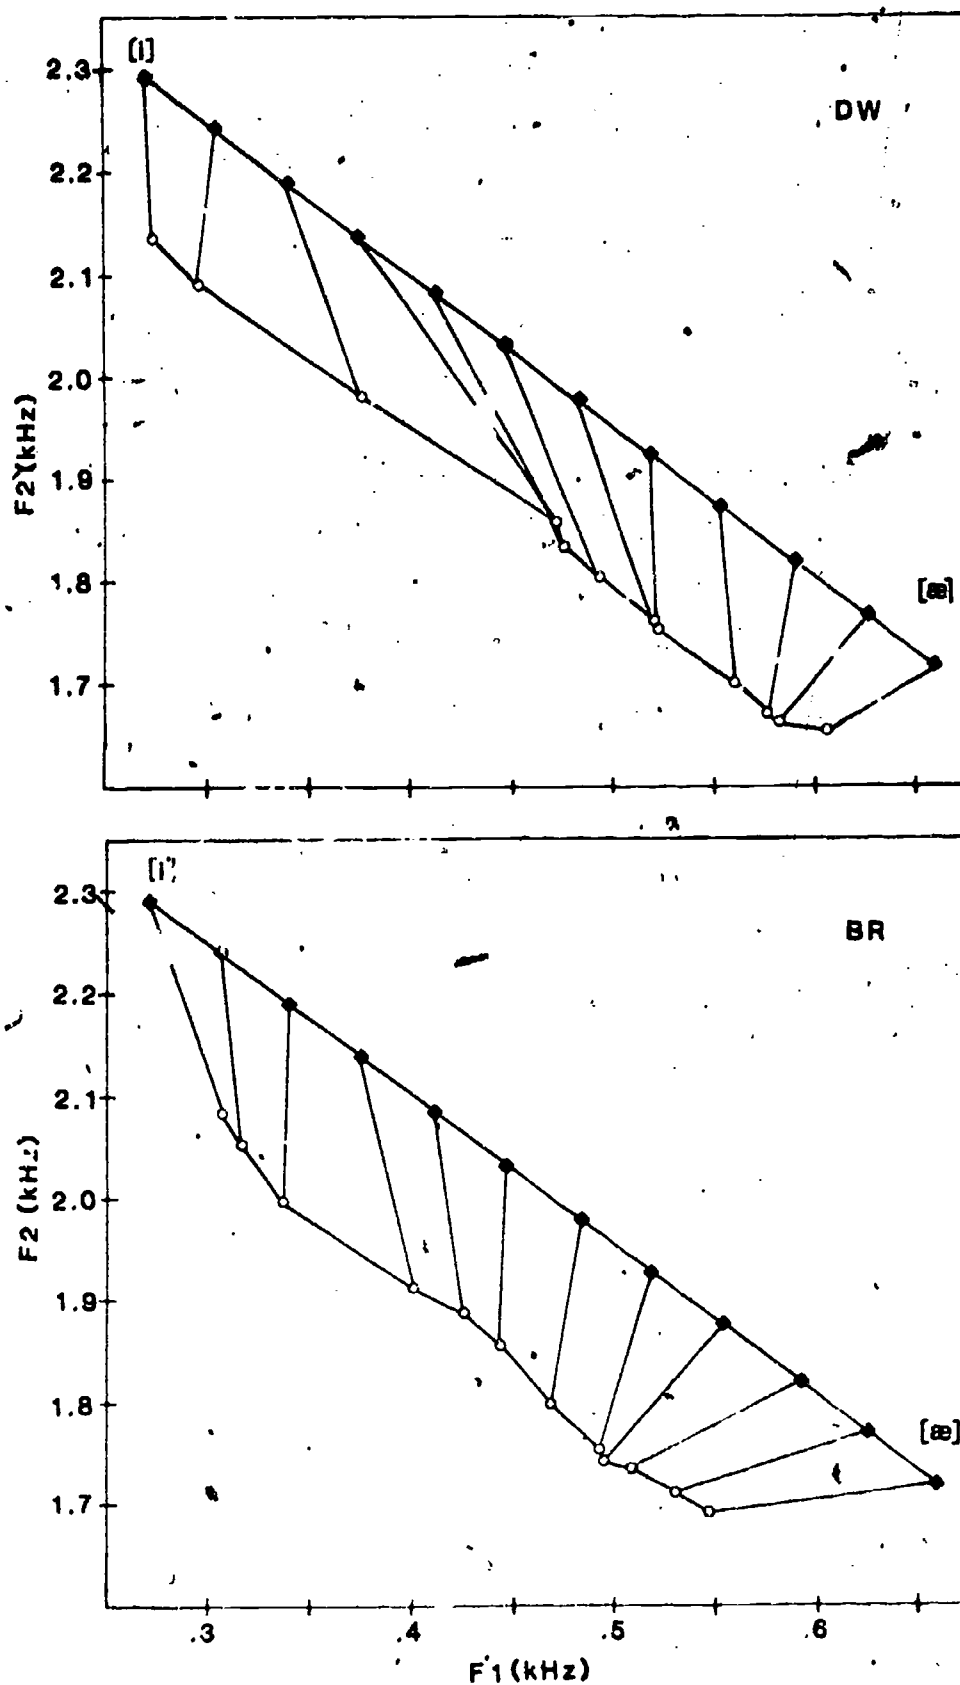 [i]
2.3
DW
2.2
2.1
2.0
F2 (kHz)
1.9
1.8
[æ]
1.7
[i]
2.3
BR
2.2
2.1
2.0
F2 (kHz)
1.9
1.8
[æ]
1.7
.3 .4 .5 .6
F1 (kHz)